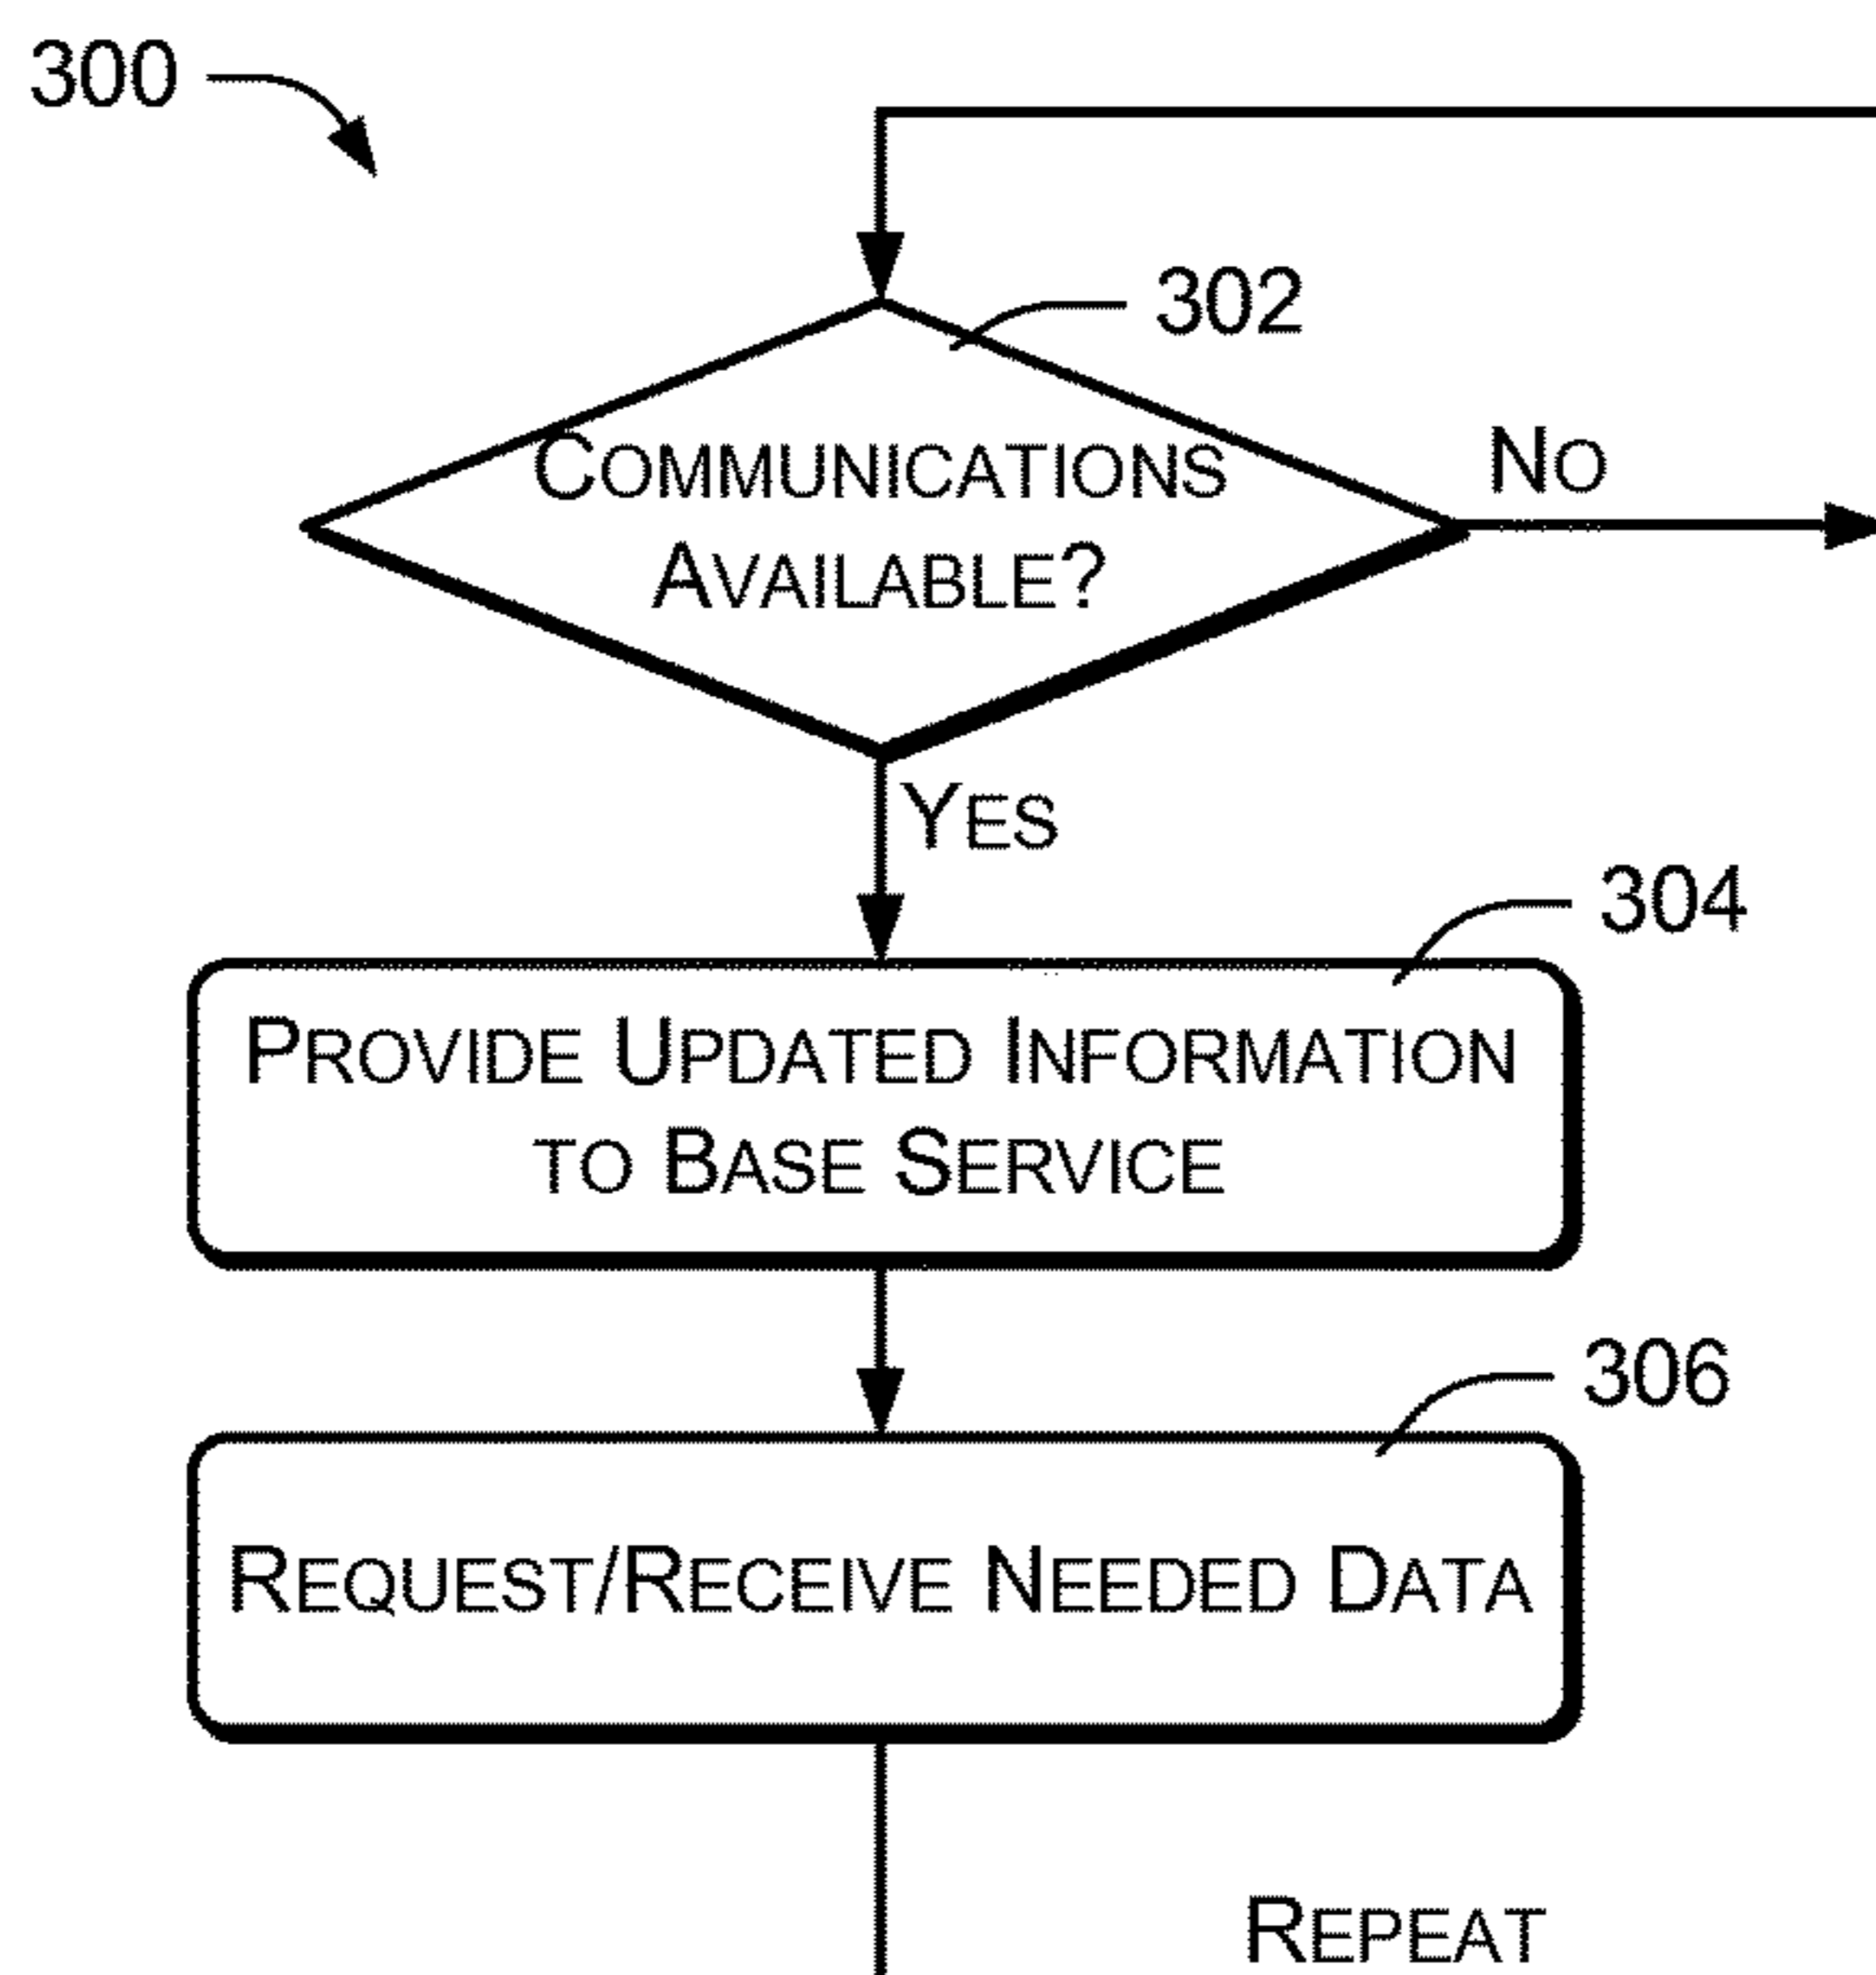 300
302
COMMUNICATIONS
AVAILABLE?
NO
YES
304
PROVIDE UPDATED INFORMATION
TO BASE SERVICE
306
REQUEST/RECEIVE NEEDED DATA
REPEAT